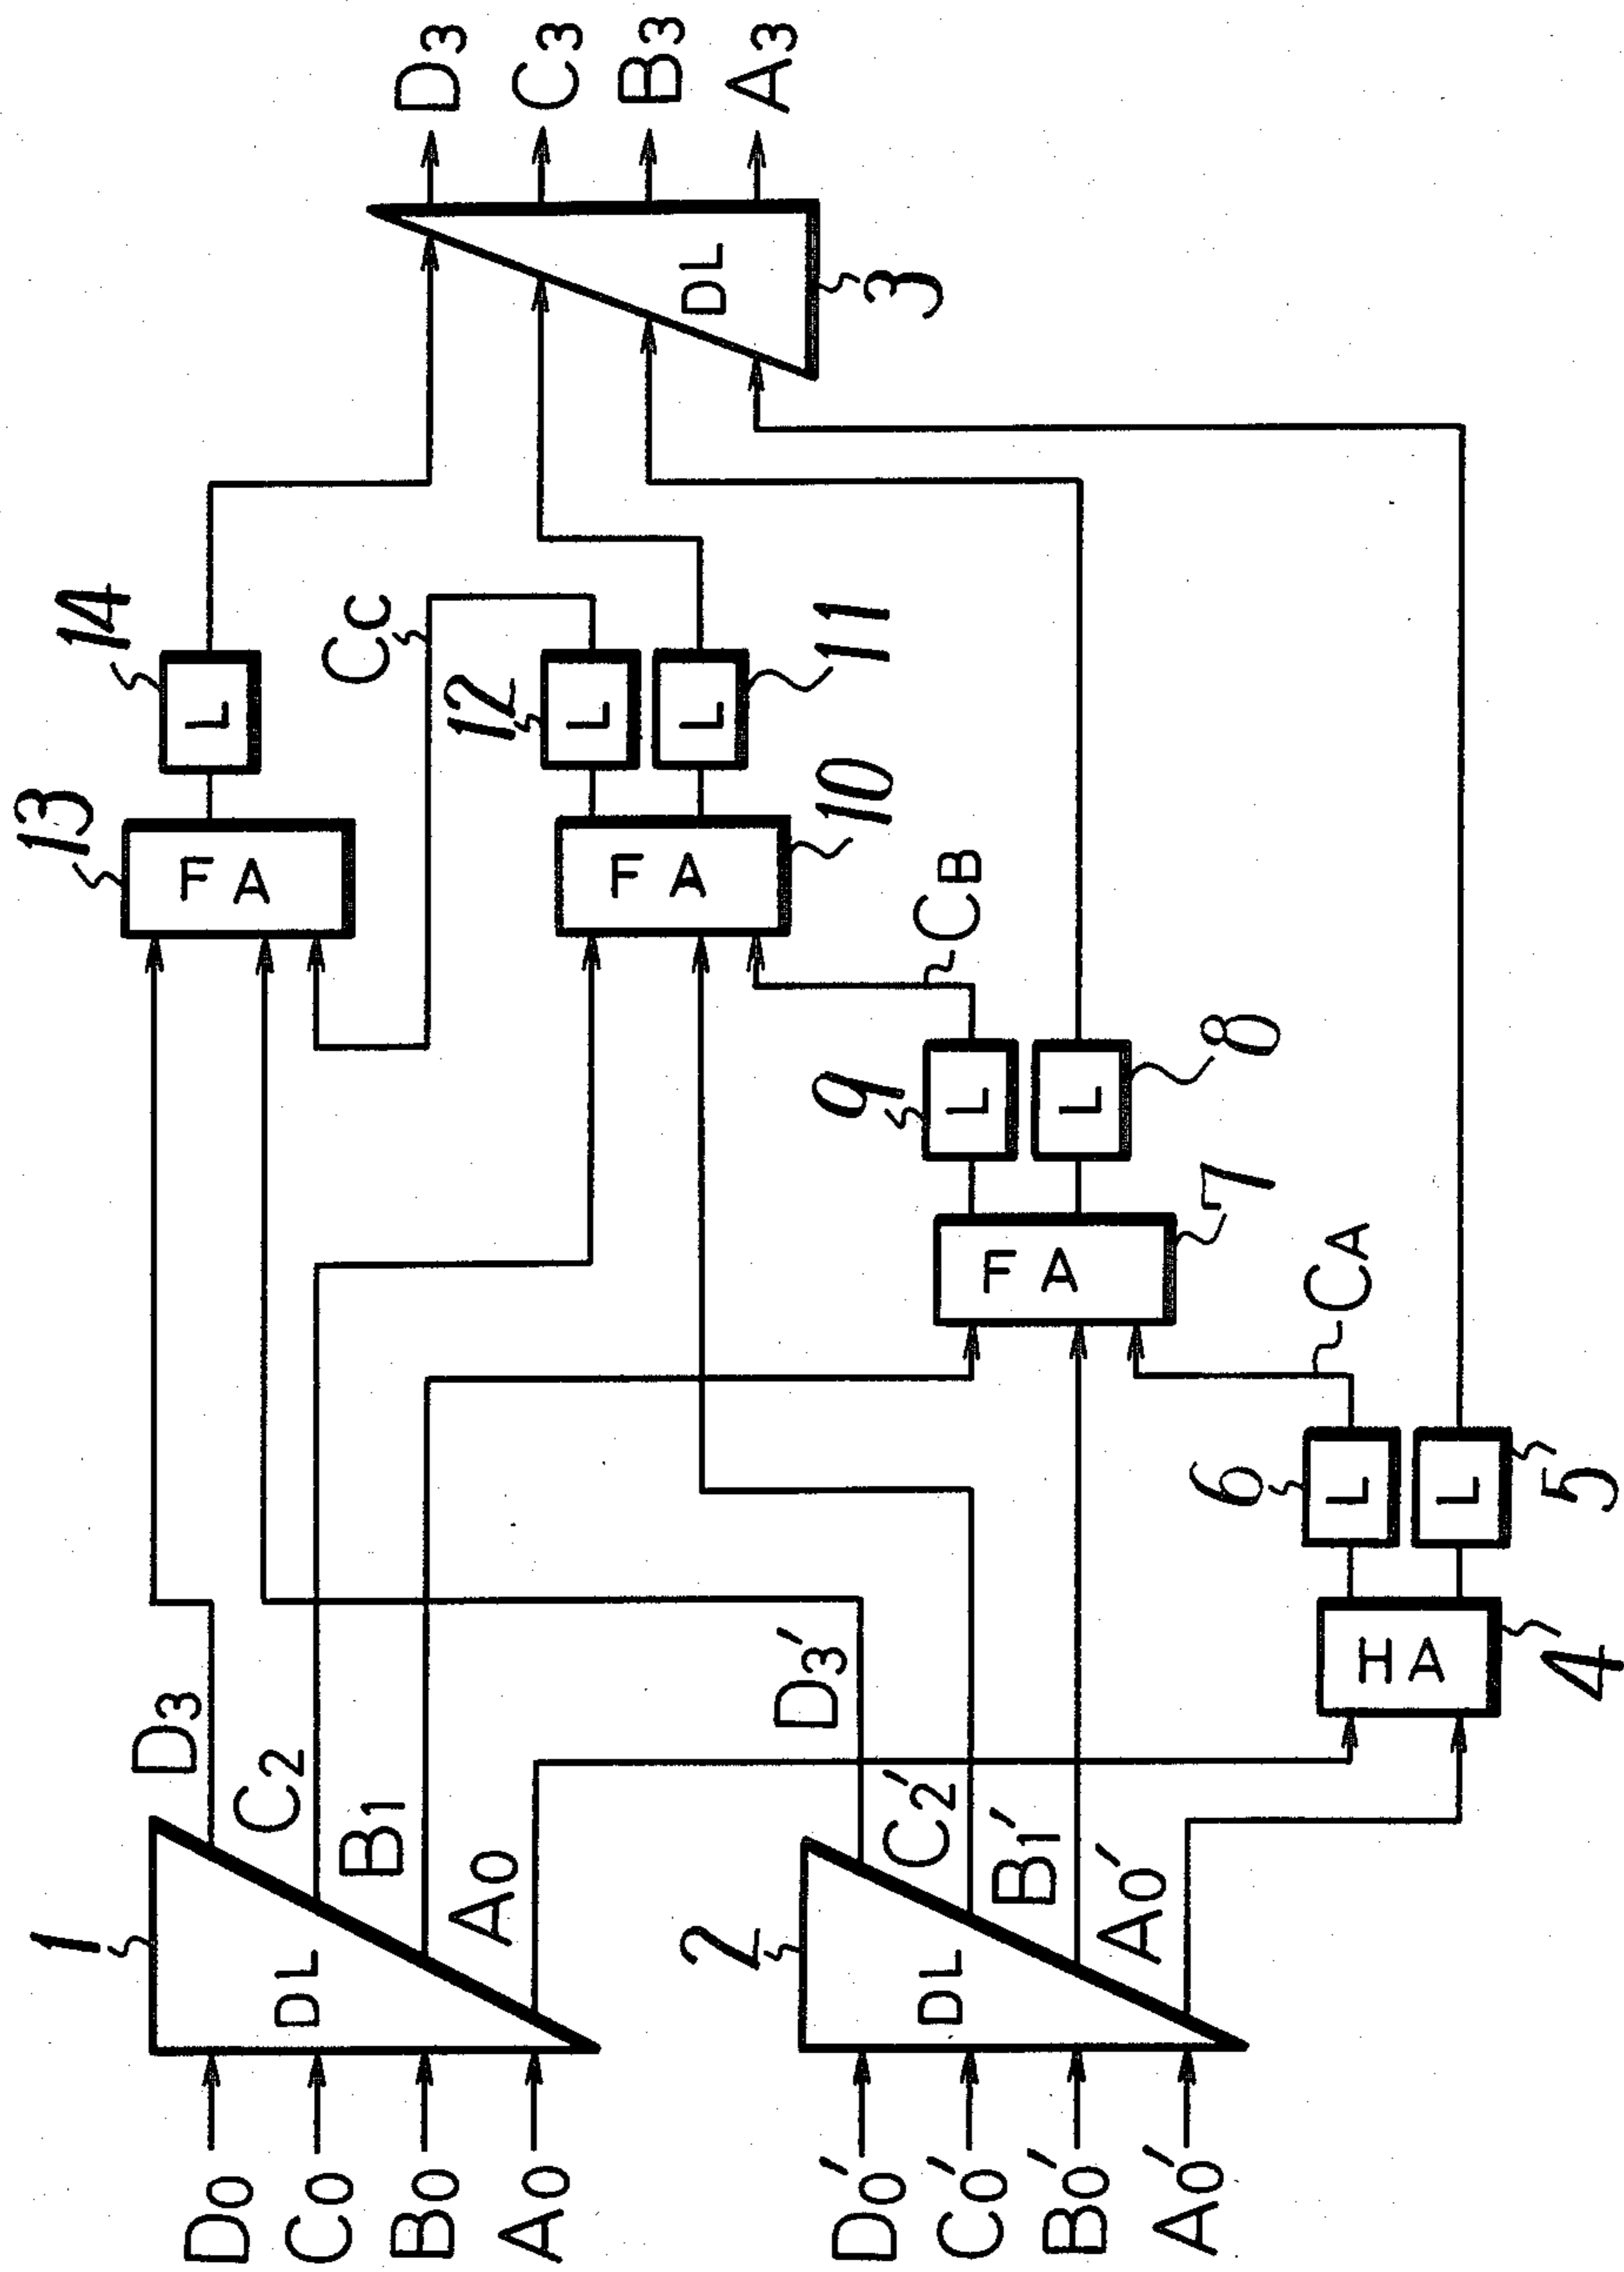 D0
C0
B0
A0
1
DL
D3
C2
B1
A0
D0'
C0'
B0'
A0'
2
DL
D3'
C2'
B1'
A0'
HA
4
L
6
L
5
CA
FA
7
L
9
L
8
CB
FA
10
L
12
L
11
CC
FA
13
L
14
DL
3
D3
C3
B3
A3